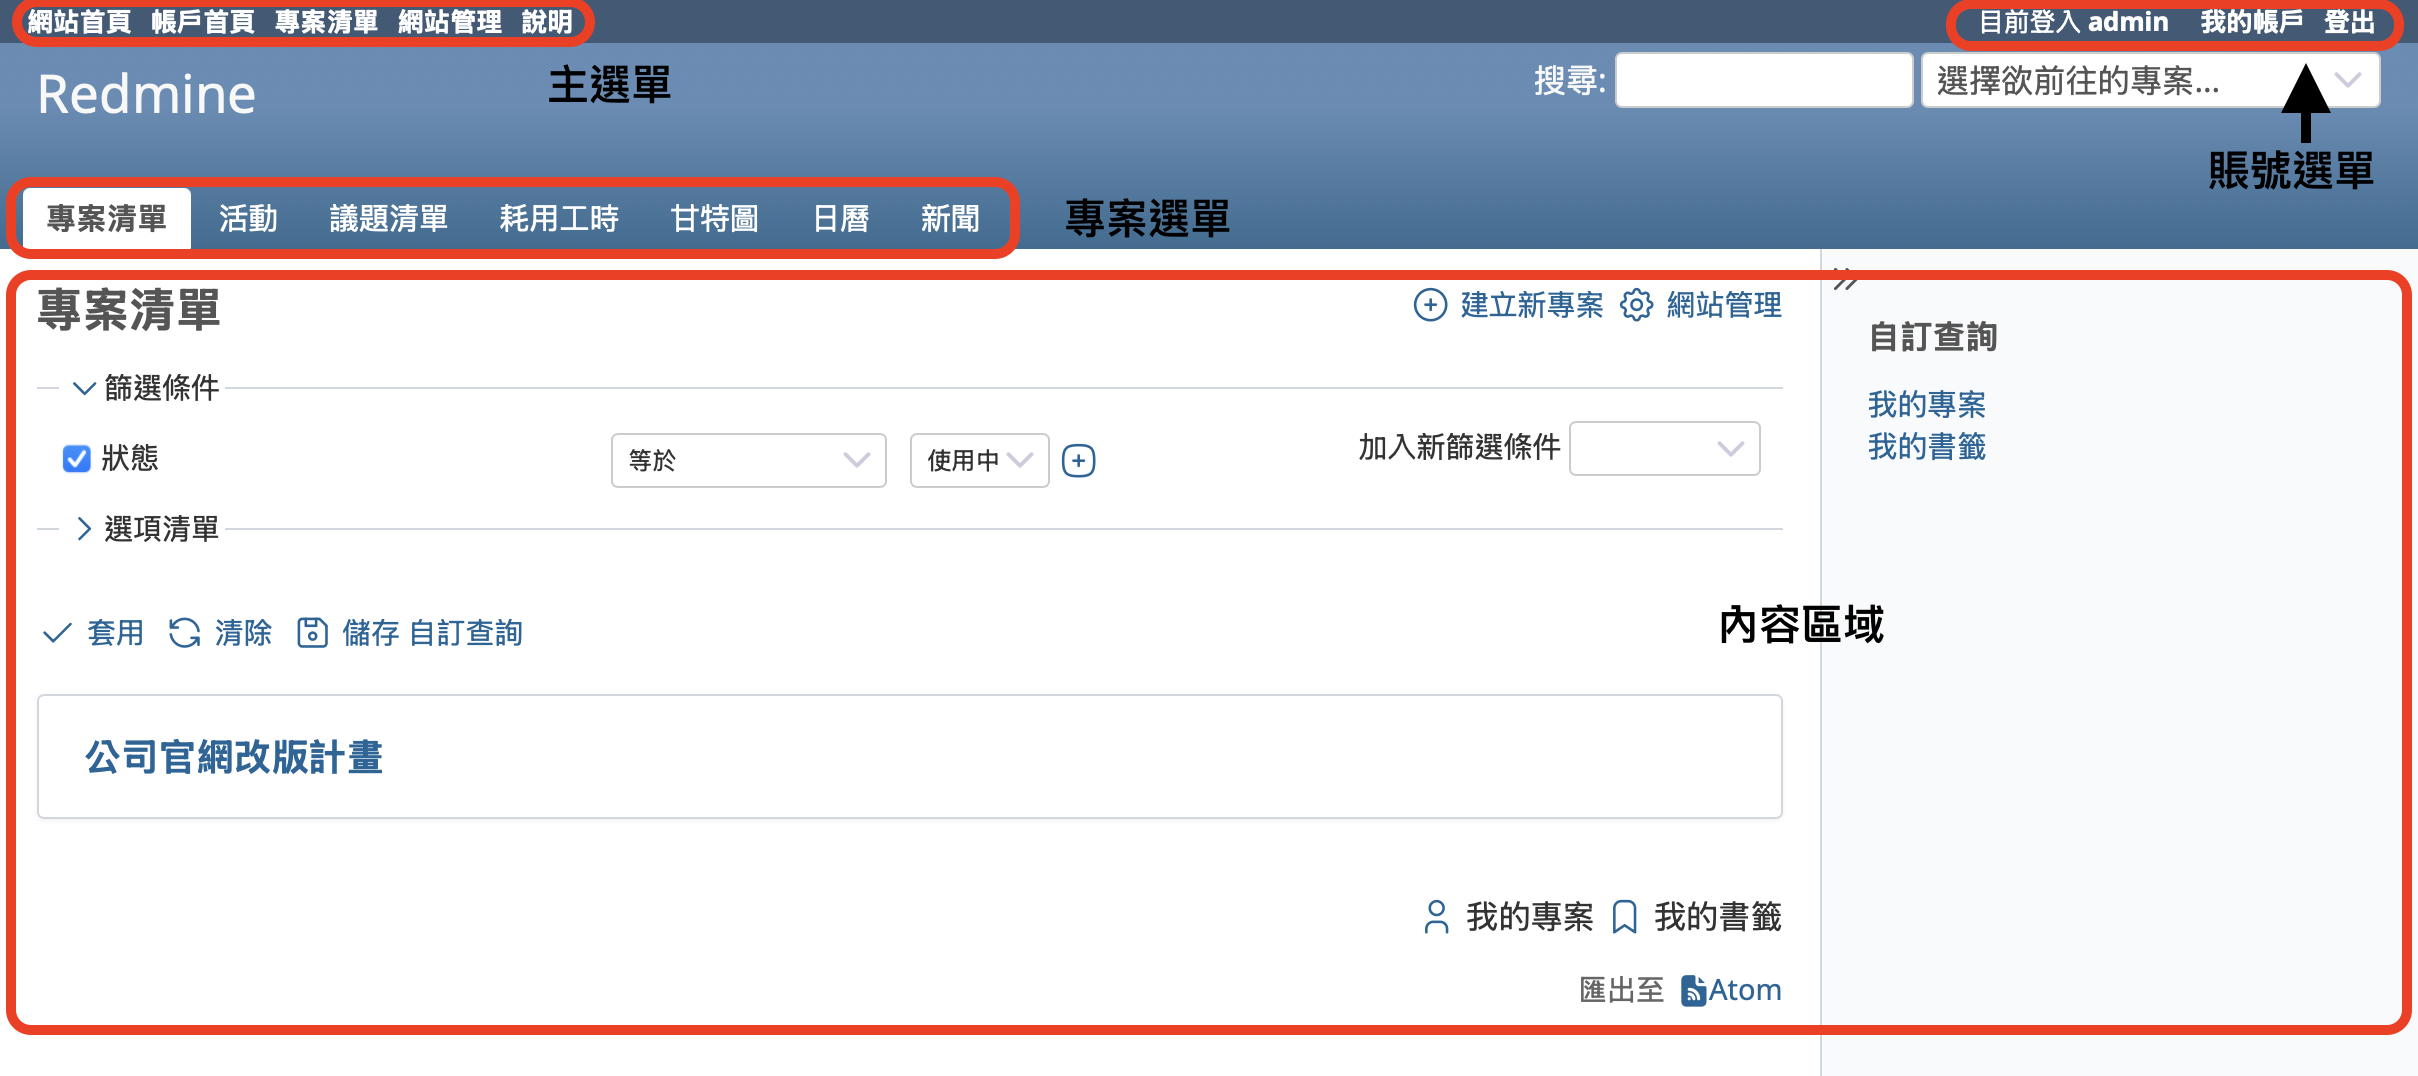 網站首頁 帳戶首頁 專案清單 網站管理 說明 目前登入 admin 我的帳戶 登出
Redmine 主選單 搜尋: 選擇欲前往的專案...
賬號選單
專案清單 活動 議題清單 耗用工時 甘特圖 日曆 新聞 專案選單
專案清單 建立新專案 網站管理
自訂查詢
篩選條件
我的專案
我的書籤
狀態 等於 使用中 加入新篩選條件
選項清單
內容區域
套用 清除 儲存 自訂查詢
公司官網改版計畫
我的專案 我的書籤
匯出至 Atom